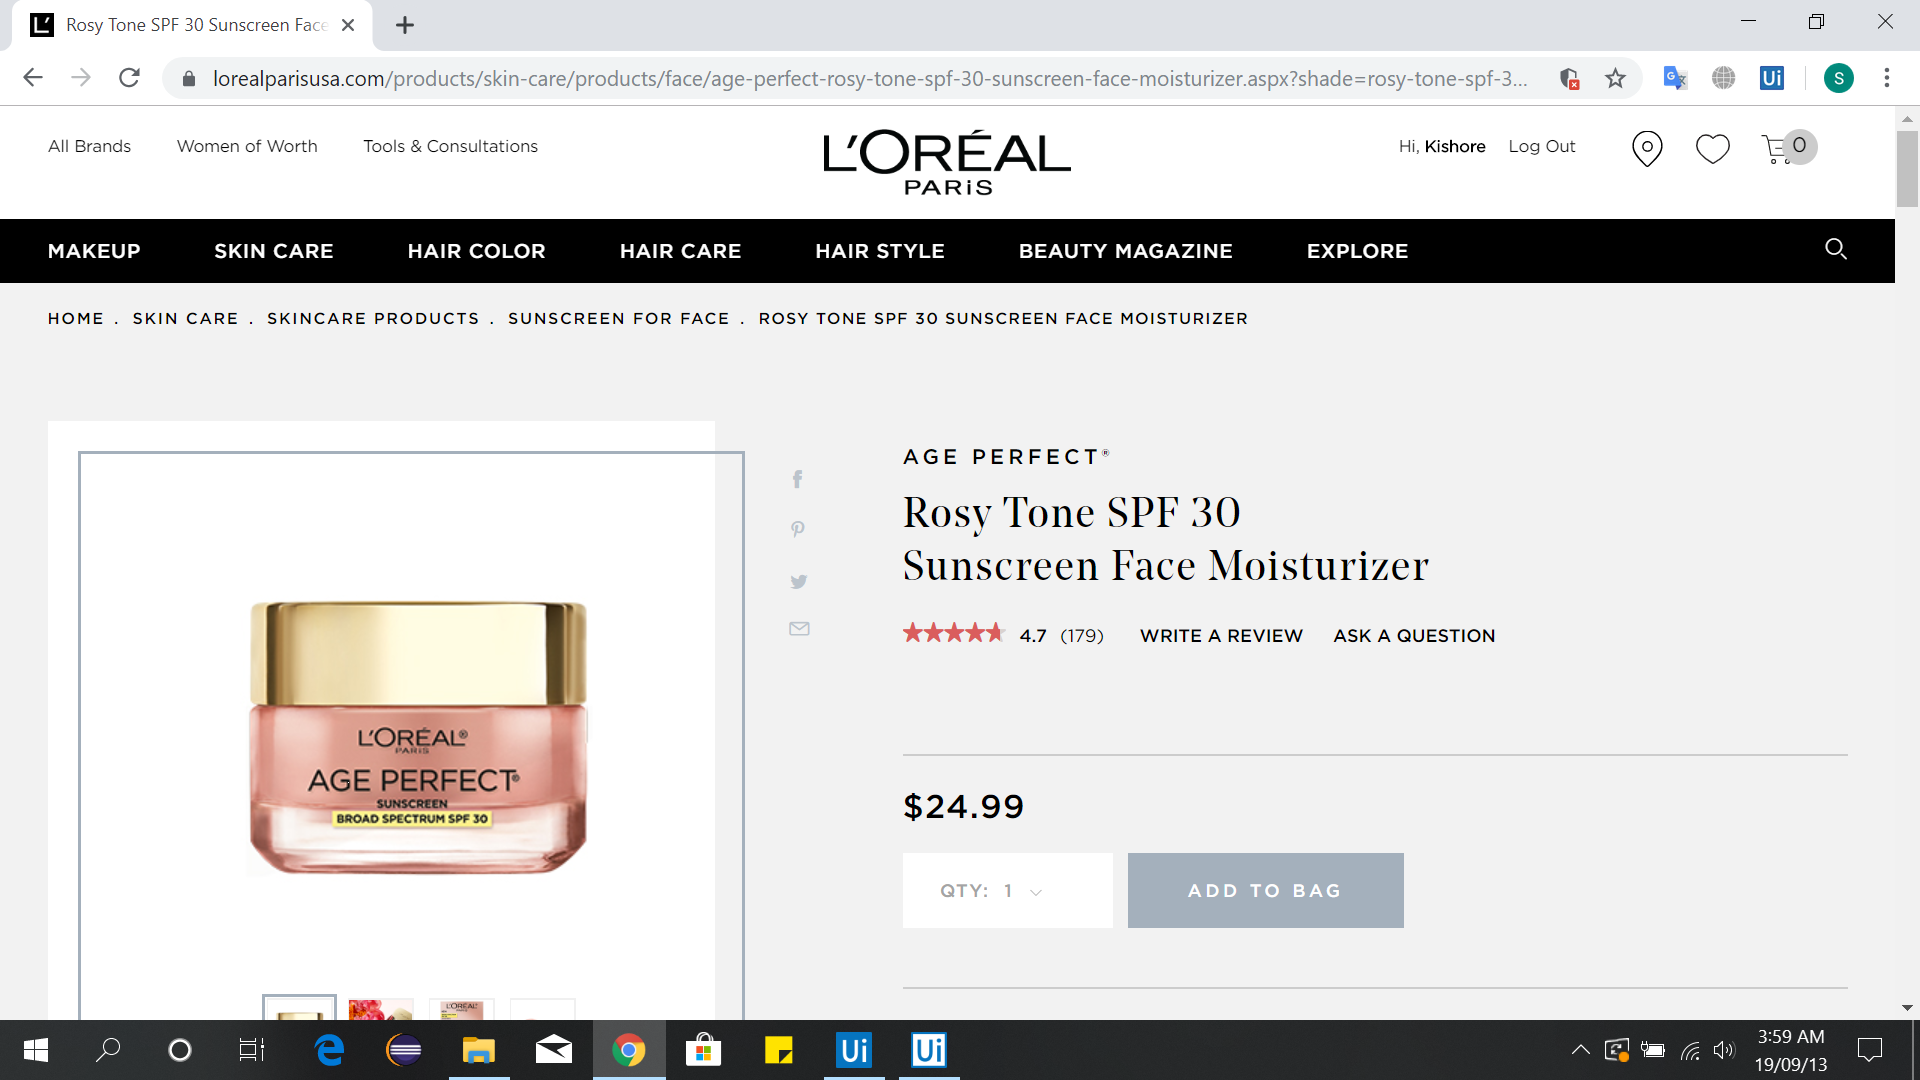 Rosy Tone SPF 30 Sunscreen Face
lorealparisusa.com/products/skin-care/products/face/age-perfect-rosy-tone-spf-30-sunscreen-face-moisturizer.aspx?shade=rosy-tone-spf-3...
Ui
S
All Brands Women of Worth Tools & Consultations
L'ORÉAL
PARiS
Hi, Kishore Log Out
0
MAKEUP SKIN CARE HAIR COLOR HAIR CARE HAIR STYLE BEAUTY MAGAZINE EXPLORE
HOME . SKIN CARE . SKINCARE PRODUCTS . SUNSCREEN FOR FACE . ROSY TONE SPF 30 SUNSCREEN FACE MOISTURIZER
L'ORÉAL®
PARIS
AGE PERFECT®
SUNSCREEN
BROAD SPECTRUM SPF 30
AGE PERFECT®
Rosy Tone SPF 30
Sunscreen Face Moisturizer
4.7 (179) WRITE A REVIEW ASK A QUESTION
$24.99
QTY: 1
ADD TO BAG
L'ORÉAL
Ui
Ui
3:59 AM
19/09/13